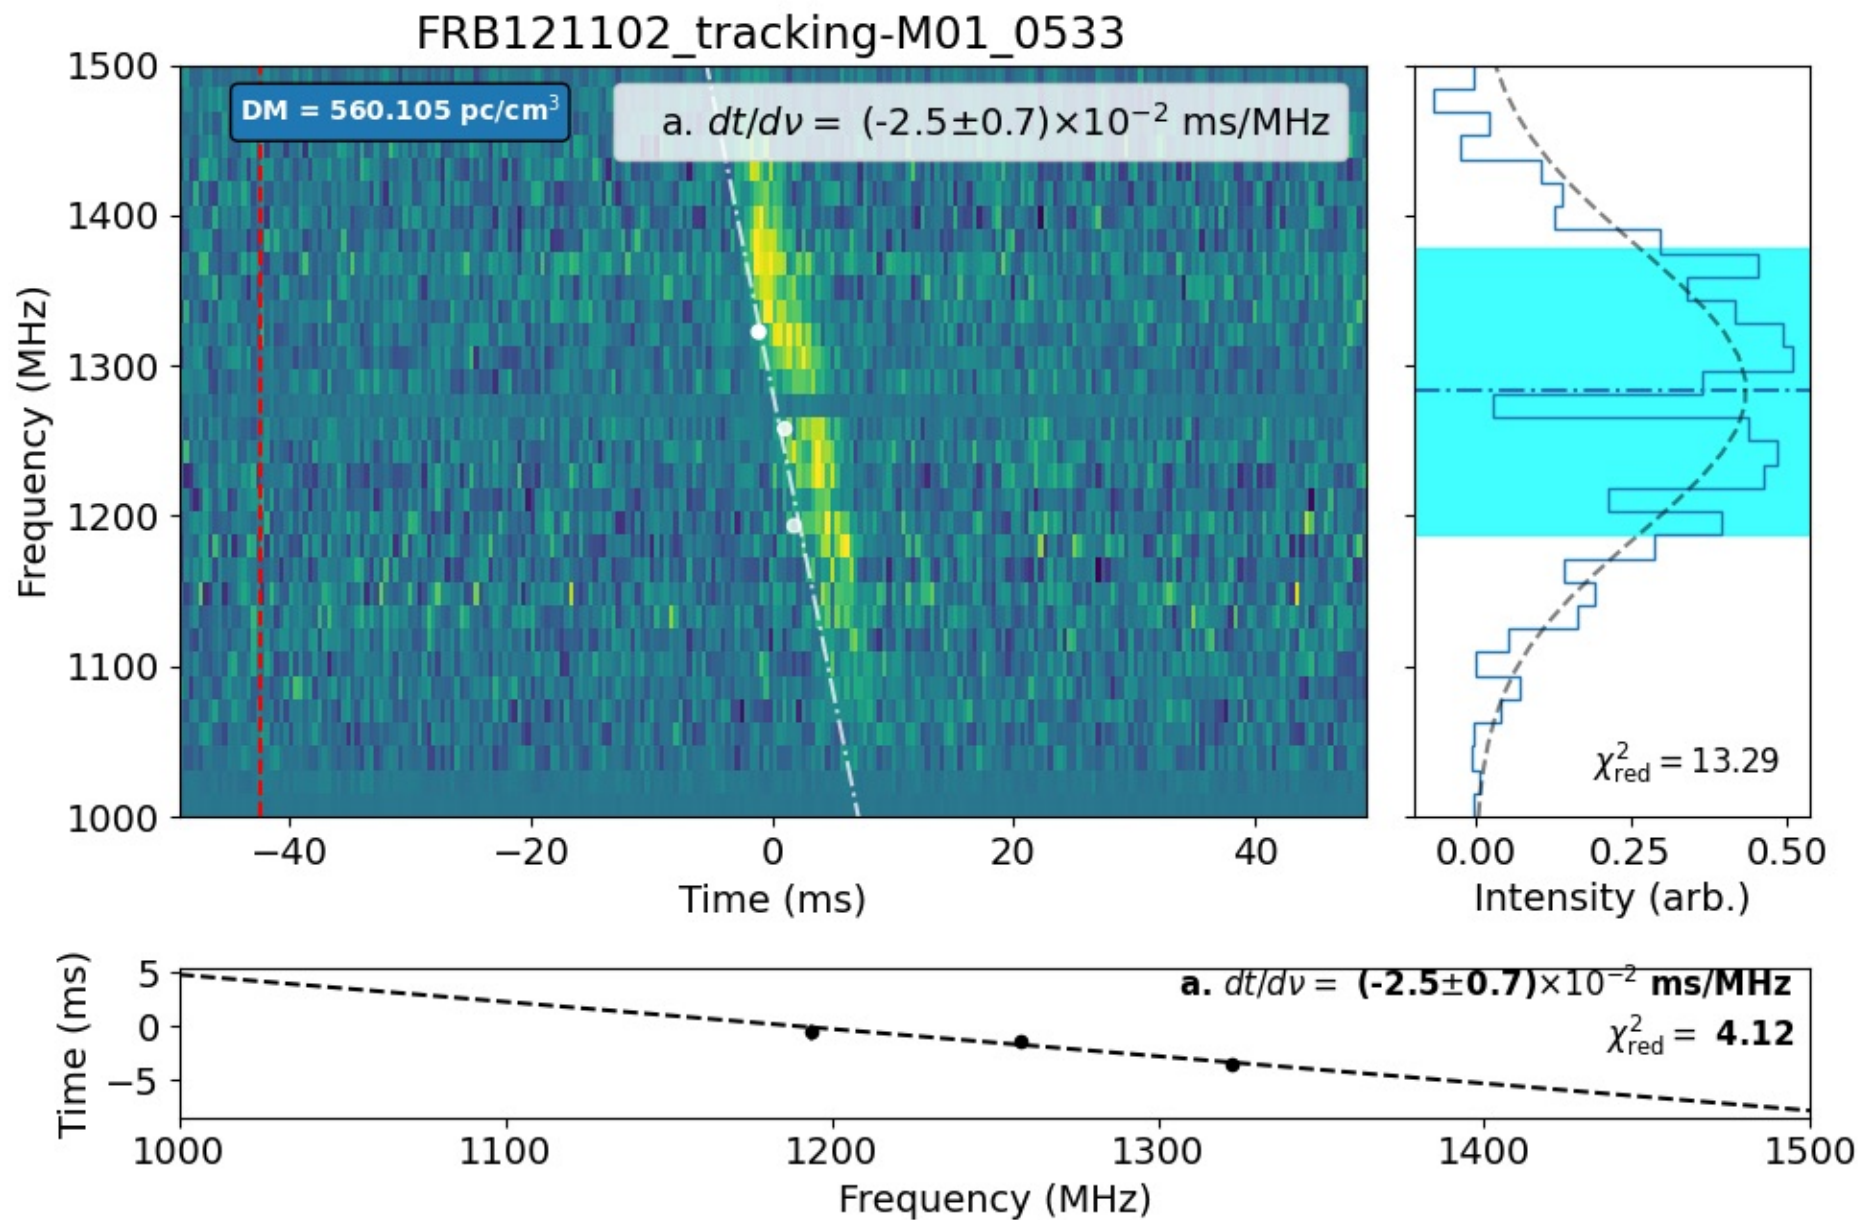 FRB121102_tracking-M01_0533
DM = 560.105 pc/cm³
a. dt/dν = (-2.5±0.7)×10⁻² ms/MHz
1500
1400
1300
1200
1100
1000
Frequency (MHz)
−40 −20 0 20 40
Time (ms)
χ²red = 13.29
0.00 0.25 0.50
Intensity (arb.)
a. dt/dν = (-2.5±0.7)×10⁻² ms/MHz
χ²red = 4.12
5
0
−5
Time (ms)
1000 1100 1200 1300 1400 1500
Frequency (MHz)